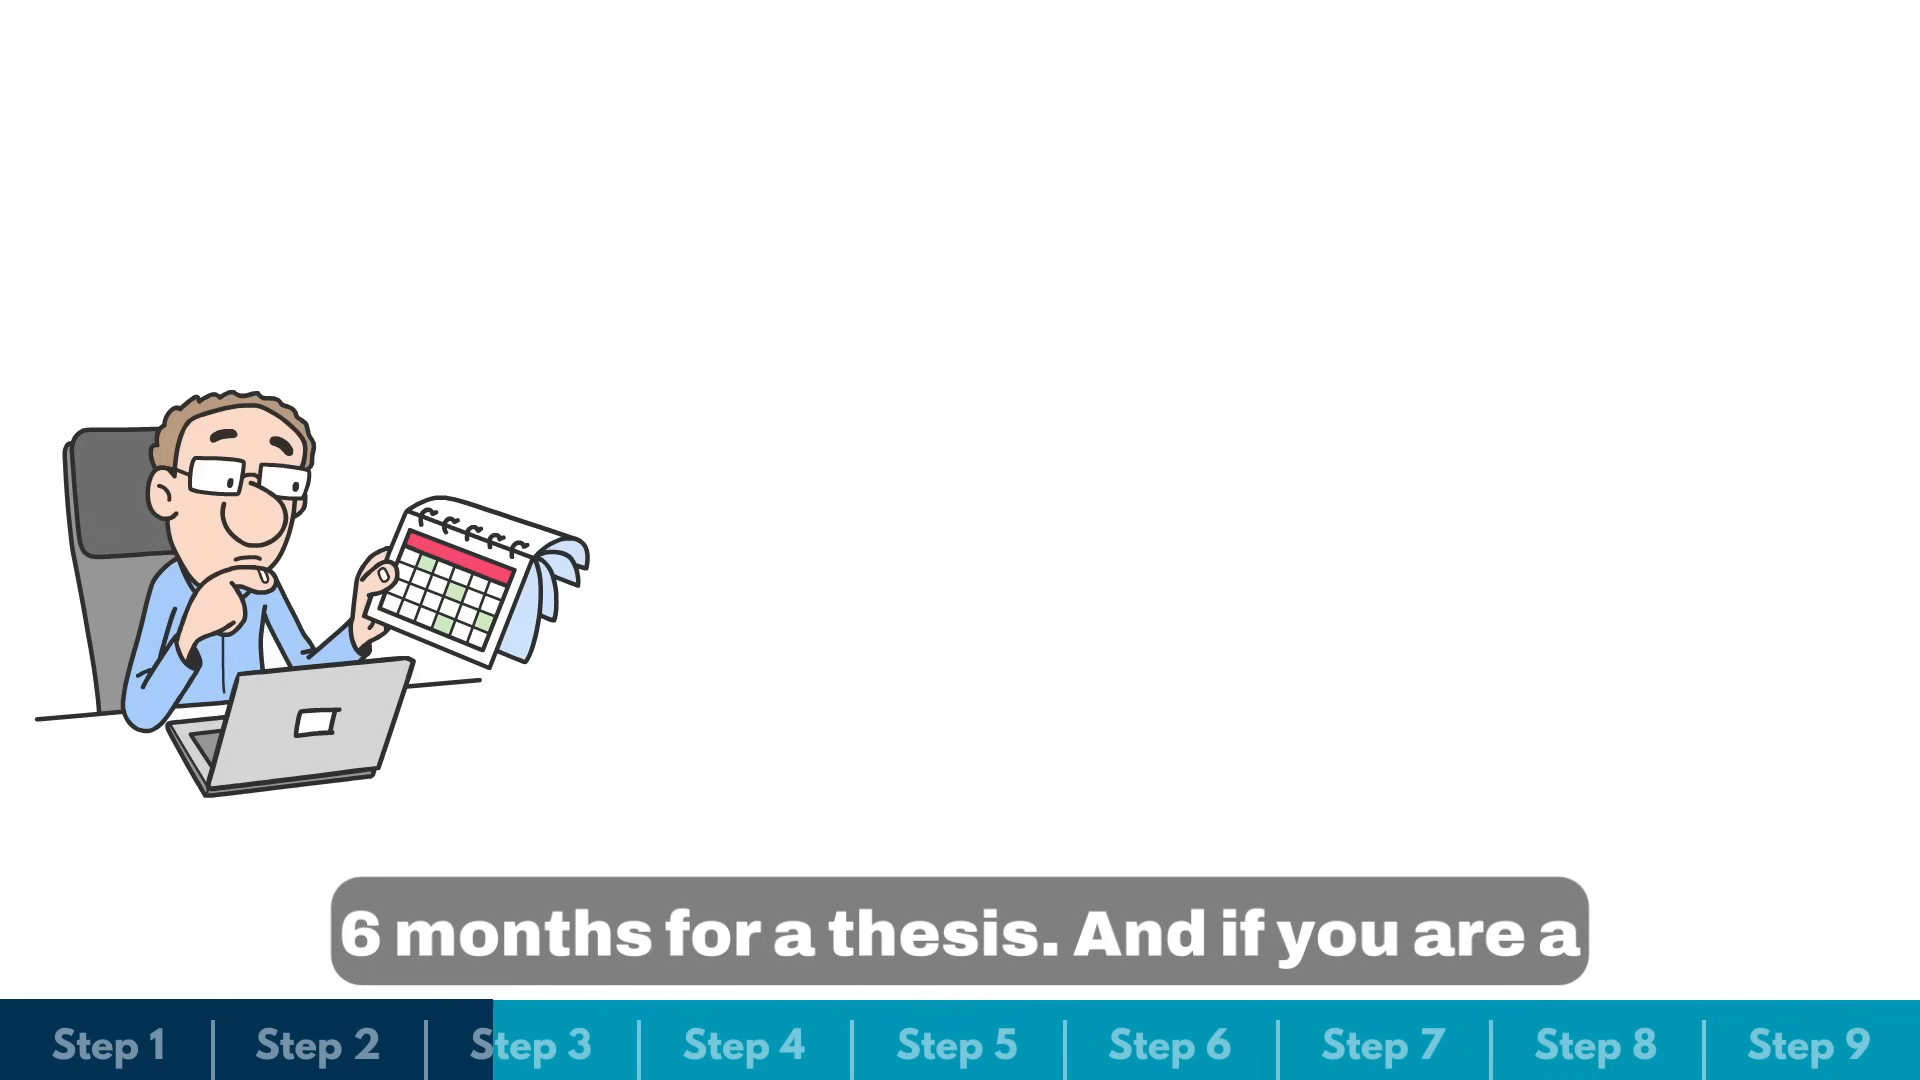 6 months for a thesis. And if you are a
Step 1 Step 2 Step 3 Step 4 Step 5 Step 6 Step 7 Step 8 Step 9